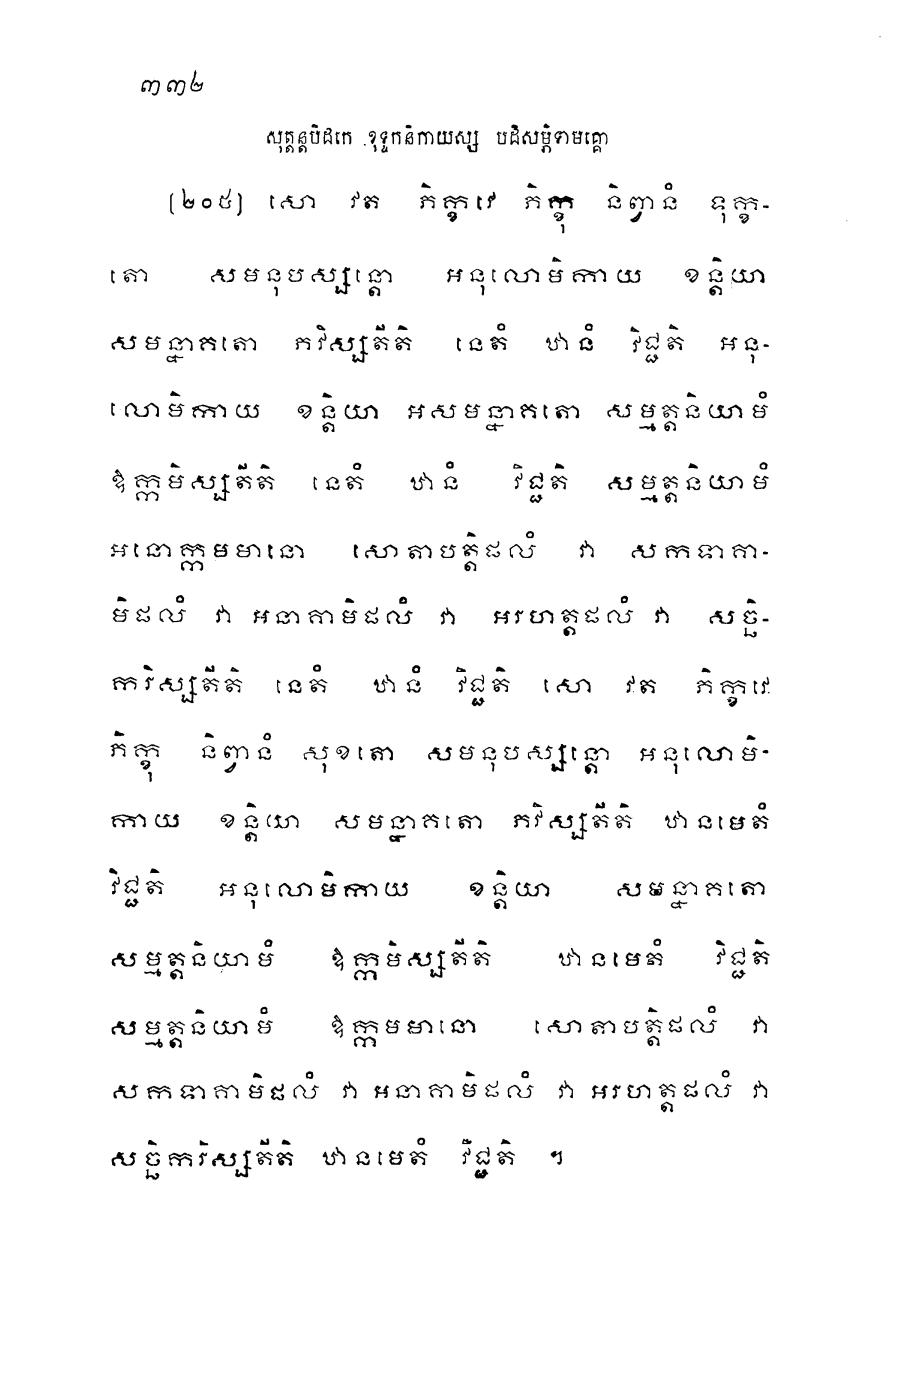 ៣៣២
សុត្តន្តបិដកេ ខុទ្ទកនិកាយស្ស បដិសម្ភិទាមគ្គោ
(២០៥) សោ វត ភិក្ខវេ ភិក្ខុ និព្វានំ ទុក្ខ-
តោ សមនុបស្សន្តោ អនុលោមិកាយ ខន្តិយា
សមន្នាគតោ ភវិស្សតីតិ នេតំ ឋានំ វិជ្ជតិ អនុ-
លោមិកាយ ខន្តិយា អសមន្នាគតោ សម្មត្តនិយាមំ
ឱក្កមិស្សតីតិ នេតំ ឋានំ វិជ្ជតិ សម្មត្តនិយាមំ
អនោក្កមមានោ សោតាបត្តិផលំ វា សកទាគា-
មិផលំ វា អនាគាមិផលំ វា អរហត្តផលំ វា សច្ឆិ-
ករិស្សតីតិ នេតំ ឋានំ វិជ្ជតិ សោ វត ភិក្ខវេ
ភិក្ខុ និព្វានំ សុខតោ សមនុបស្សន្តោ អនុលោមិ-
កាយ ខន្តិយា សមន្នាគតោ ភវិស្សតីតិ ឋានមេតំ
វិជ្ជតិ អនុលោមិកាយ ខន្តិយា សមន្នាគតោ
សម្មត្តនិយាមំ ឱក្កមិស្សតីតិ ឋានមេតំ វិជ្ជតិ
សម្មត្តនិយាមំ ឱក្កមមានោ សោតាបត្តិផលំ វា
សកទាគាមិផលំ វា អនាគាមិផលំ វា អរហត្តផលំ វា
សច្ឆិករិស្សតីតិ ឋានមេតំ វិជ្ជតិ ។